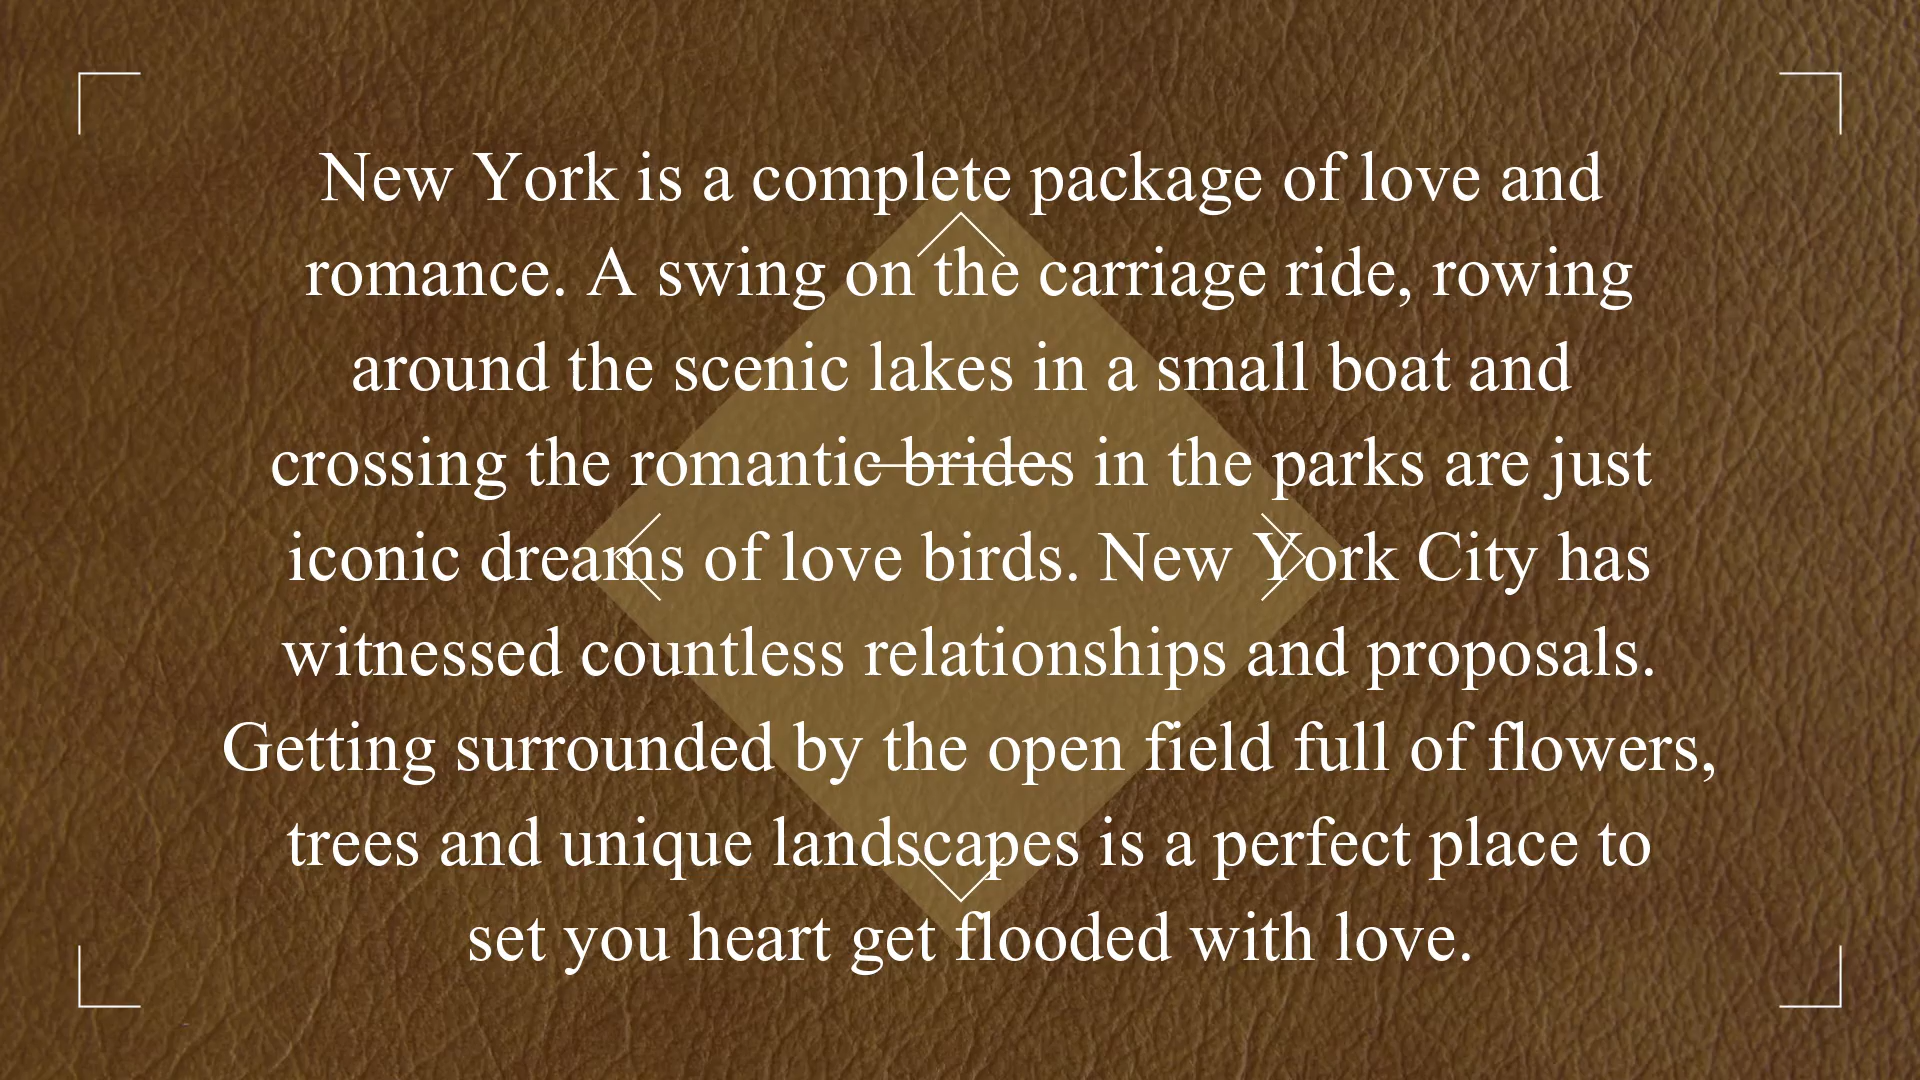 New York is a complete package of love and
romance. A swing on the carriage ride, rowing
around the scenic lakes in a small boat and
crossing the romantic brides in the parks are just
iconic dreams of love birds. New York City has
witnessed countless relationships and proposals.
Getting surrounded by the open field full of flowers,
trees and unique landscapes is a perfect place to
set you heart get flooded with love.